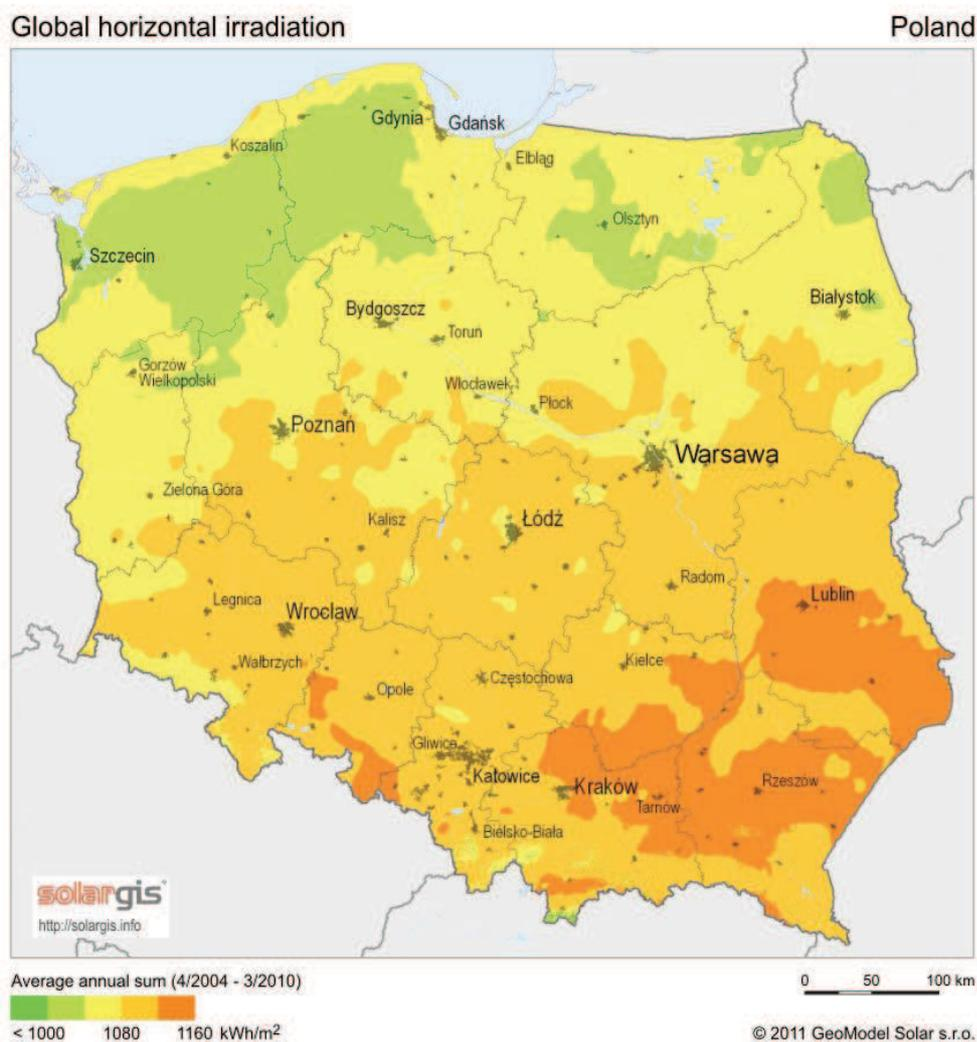 Global horizontal irradiation Poland
Gdynia
Gdańsk
Koszalin
Elbląg
Olsztyn
Szczecin
Białystok
Bydgoszcz
Toruń
Gorzów
Wielkopolski
Włocławek
Płock
Poznań
Warsawa
Zielona Góra
Kalisz
Łódź
Radom
Legnica
Wrocław
Lublin
Wałbrzych
Opole
Częstochowa
Kielce
Gliwice
Katowice
Kraków
Tarnów
Rzeszów
Bielsko-Biała
solargis
http://solargis.info
Average annual sum (4/2004 - 3/2010)
0 50 100 km
< 1000 1080 1160 kWh/m²
© 2011 GeoModel Solar s.r.o.